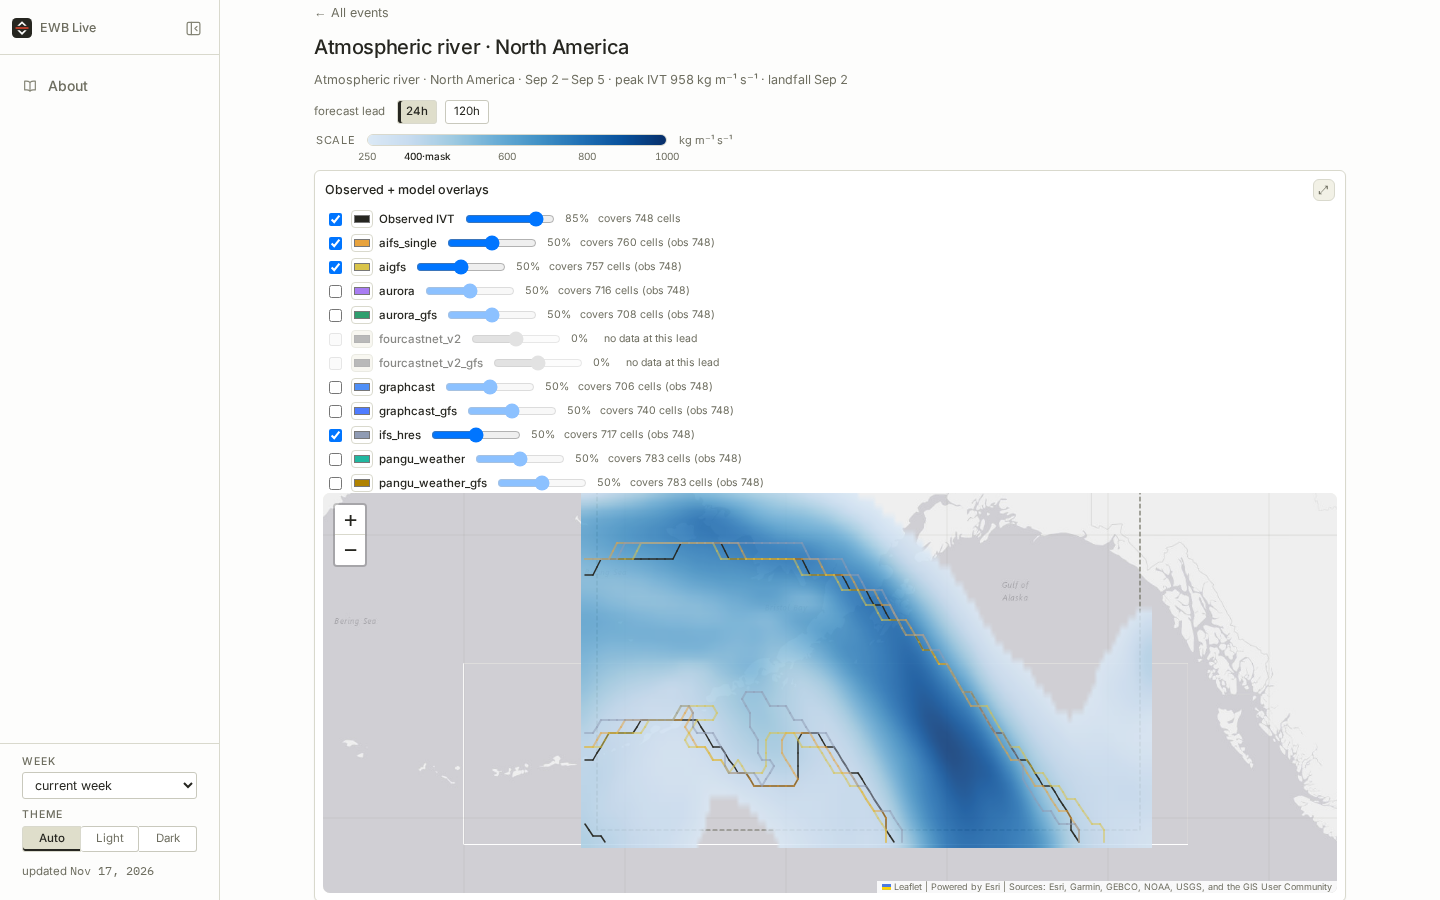 EWB Live
About
WEEK
current week
THEME
Auto Light Dark
updated Nov 17, 2026
← All events
Atmospheric river · North America
Atmospheric river · North America · Sep 2 – Sep 5 · peak IVT 958 kg m⁻¹ s⁻¹ · landfall Sep 2
forecast lead 24h 120h
SCALE kg m⁻¹ s⁻¹
250 400·mask 600 800 1000
Observed + model overlays
Observed IVT 85% covers 748 cells
aifs_single 50% covers 760 cells (obs 748)
aigfs 50% covers 757 cells (obs 748)
aurora 50% covers 716 cells (obs 748)
aurora_gfs 50% covers 708 cells (obs 748)
fourcastnet_v2 0% no data at this lead
fourcastnet_v2_gfs 0% no data at this lead
graphcast 50% covers 706 cells (obs 748)
graphcast_gfs 50% covers 740 cells (obs 748)
ifs_hres 50% covers 717 cells (obs 748)
pangu_weather 50% covers 783 cells (obs 748)
pangu_weather_gfs 50% covers 783 cells (obs 748)
+
−
Gulf of
Alaska
Bering Sea
Leaflet | Powered by Esri | Sources: Esri, Garmin, GEBCO, NOAA, USGS, and the GIS User Community